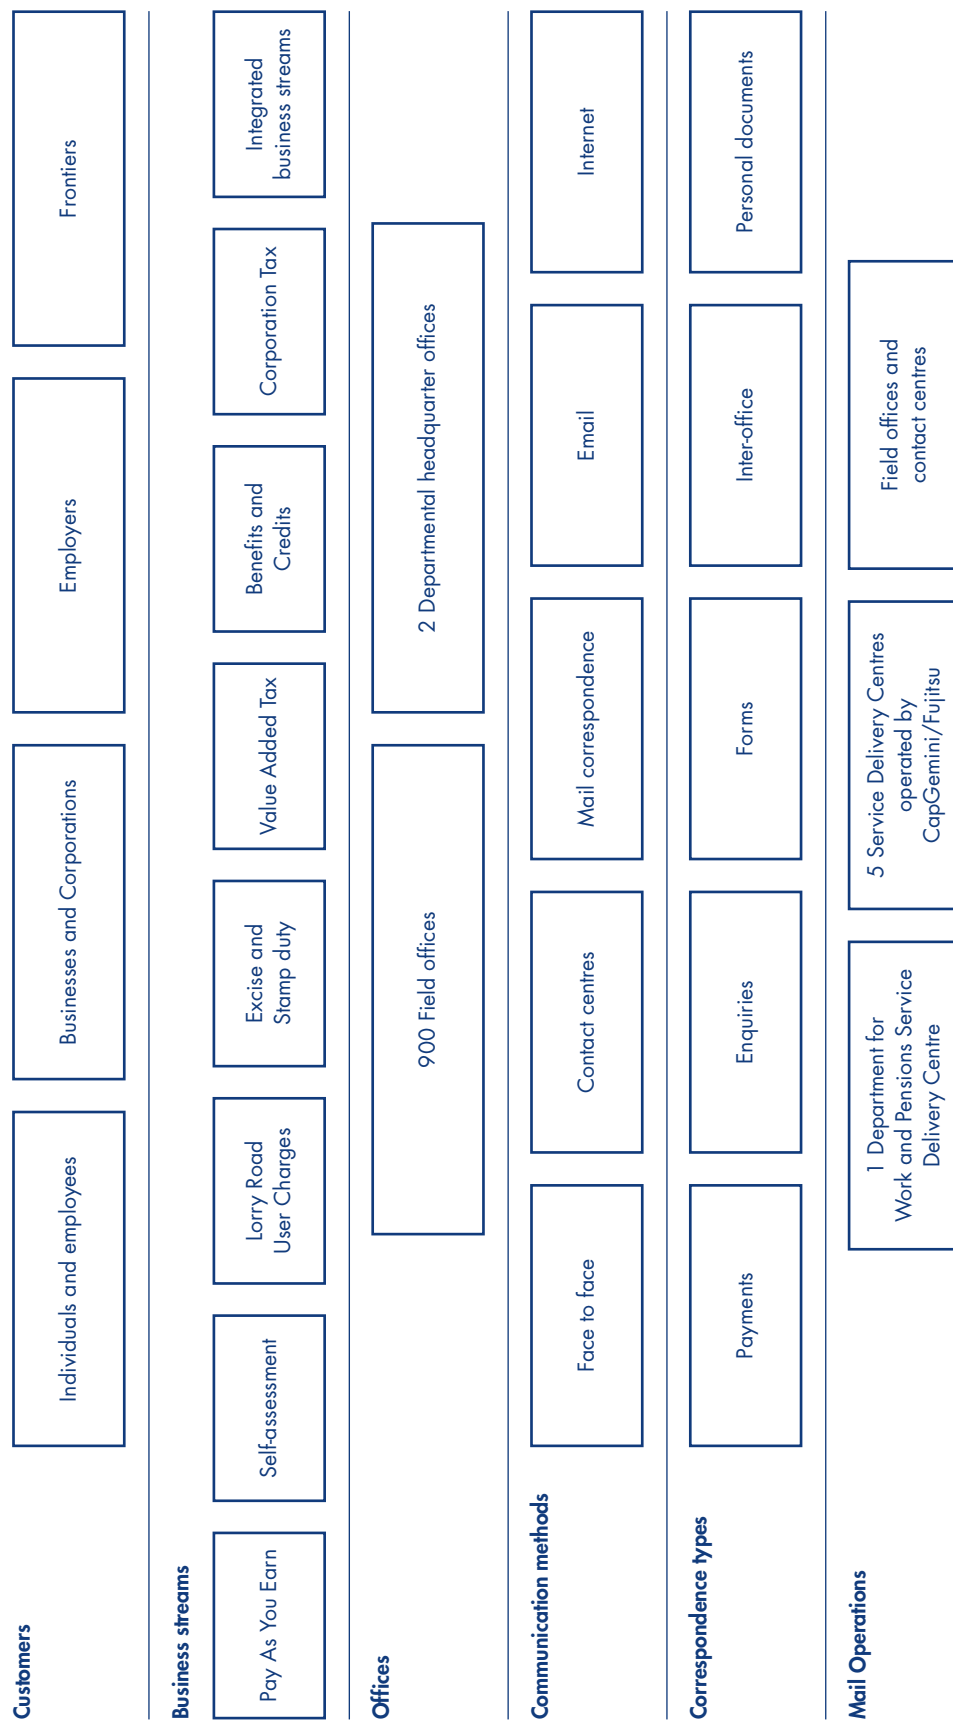 Customers
Individuals and employees
Businesses and Corporations
Employers
Frontiers
Business streams
Pay As You Earn
Self-assessment
Lorry Road
User Charges
Excise and
Stamp duty
Value Added Tax
Benefits and
Credits
Corporation Tax
Integrated
business streams
Offices
900 Field offices
2 Departmental headquarter offices
Communication methods
Face to face
Contact centres
Mail correspondence
Email
Internet
Correspondence types
Payments
Enquiries
Forms
Inter-office
Personal documents
Mail Operations
1 Department for
Work and Pensions Service
Delivery Centre
5 Service Delivery Centres
operated by
CapGemini/Fujitsu
Field offices and
contact centres